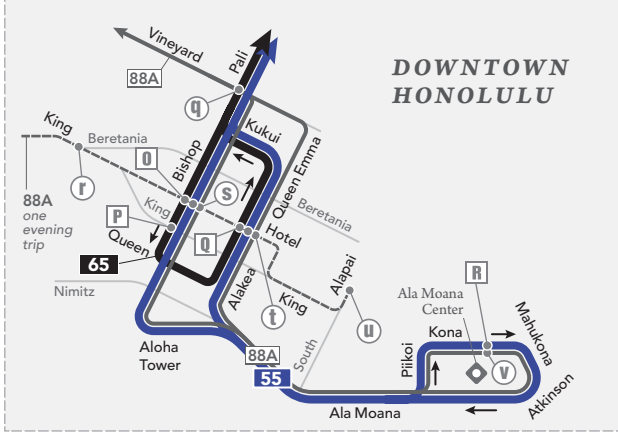 Vineyard
88A
Pali
DOWNTOWN
HONOLULU
q
King
Beretania
Kukui
O
Bishop
r
S
Queen Emma
88A
one
evening
trip
P
King
Q
Beretania
Hotel
Queen
65
Nimitz
Alakea
t
King
Alapai
u
Ala Moana
Center
R
Kona
Mahukona
Aloha
Tower
88A
55
South
Piikoi
V
Atkinson
Ala Moana